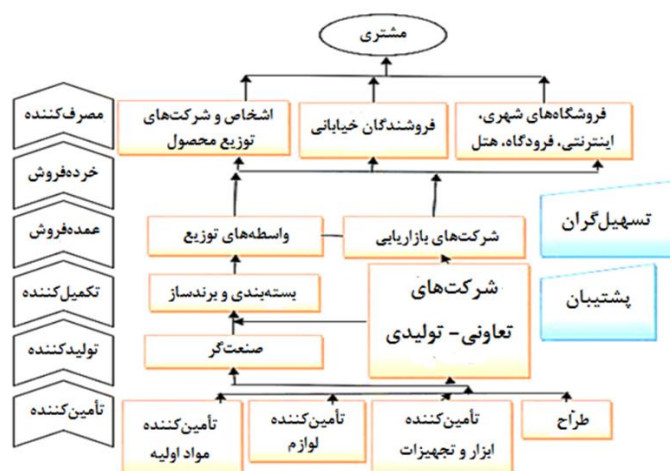 مشتری
مصرف‌کننده
اشخاص و شرکت‌های
توزیع محصول
فروشندگان خیابانی
فروشگاه‌های شهری،
اینترنتی، فرودگاه، هتل
خرده‌فروش
عمده‌فروش
واسطه‌های توزیع
شرکت‌های بازاریابی
تسهیل‌گران
تکمیل‌کننده
بسته‌بندی و برندساز
شرکت‌های
تعاونی- تولیدی
پشتیبان
تولیدکننده
صنعت‌گر
تأمین‌کننده
تأمین‌کننده
مواد اولیه
تأمین‌کننده
لوازم
تأمین‌کننده
ابزار و تجهیزات
طرّاح